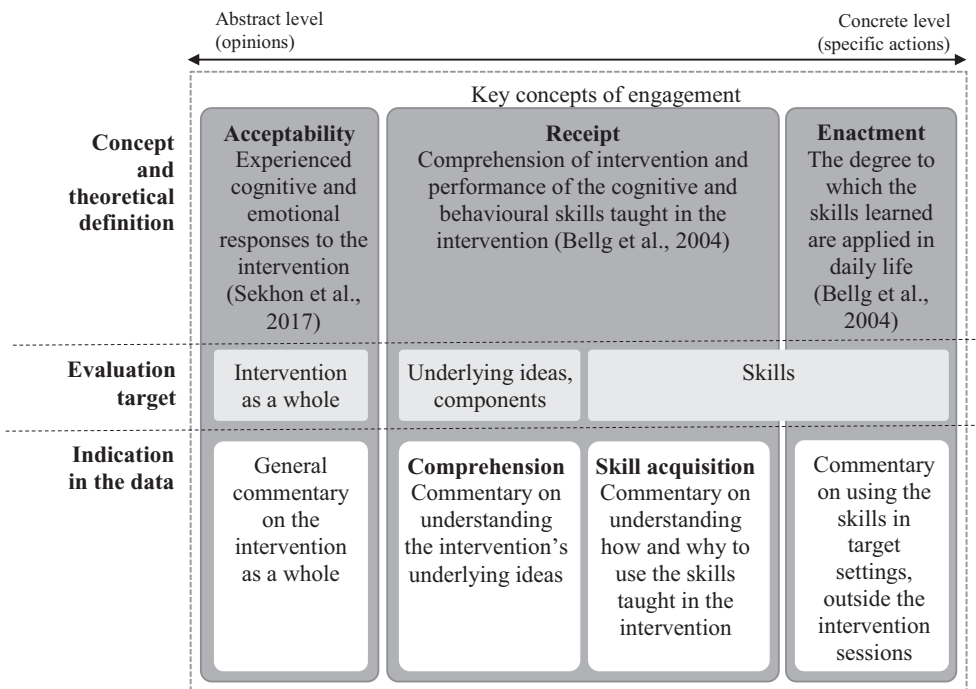 Abstract level
(opinions)
Concrete level
(specific actions)
Key concepts of engagement
Concept
and
theoretical
definition
Acceptability
Experienced
cognitive and
emotional
responses to the
intervention
(Sekhon et al.,
2017)
Receipt
Comprehension of intervention and
performance of the cognitive and
behavioural skills taught in the
intervention (Bellg et al., 2004)
Enactment
The degree to
which the
skills learned
are applied in
daily life
(Bellg et al.,
2004)
Evaluation
target
Intervention
as a whole
Underlying ideas,
components
Skills
Indication
in the data
General
commentary
on the
intervention
as a whole
Comprehension
Commentary on
understanding
the intervention’s
underlying ideas
Skill acquisition
Commentary on
understanding
how and why to
use the skills
taught in the
intervention
Commentary
on using the
skills in
target
settings,
outside the
intervention
sessions